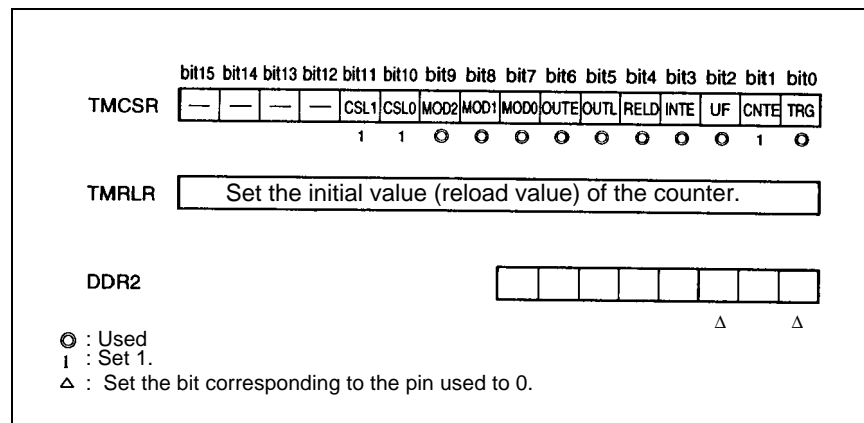 bit15 bit14 bit13 bit12 bit11 bit10 bit9 bit8 bit7 bit6 bit5 bit4 bit3 bit2 bit1 bit0
TMCSR — — — — CSL1 CSL0 MOD2 MOD1 MOD0 OUTE OUTL RELD INTE UF CNTE TRG
1 1 ◎ ◎ ◎ ◎ ◎ ◎ ◎ ◎ 1 ◎
TMRLR Set the initial value (reload value) of the counter.
DDR2
Δ Δ
◎ : Used
1 : Set 1.
Δ : Set the bit corresponding to the pin used to 0.